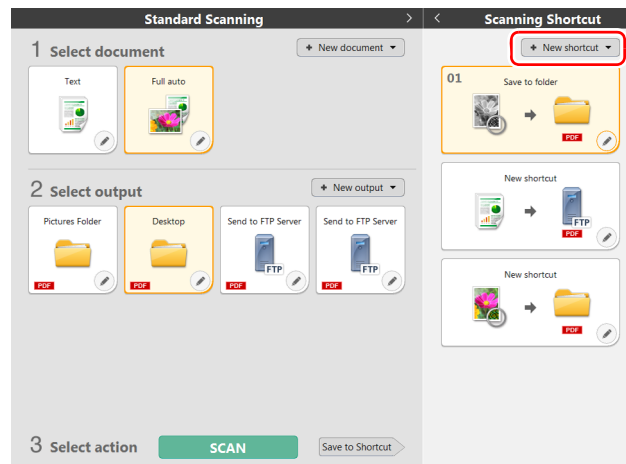 Standard Scanning >
< Scanning Shortcut
1 Select document
+ New document
+ New shortcut
Text
Full auto
01 Save to folder
PDF
2 Select output
+ New output
New shortcut
FTP
PDF
Pictures Folder
Desktop
Send to FTP Server
Send to FTP Server
PDF
PDF
FTP
PDF
FTP
PDF
New shortcut
PDF
3 Select action
SCAN
Save to Shortcut